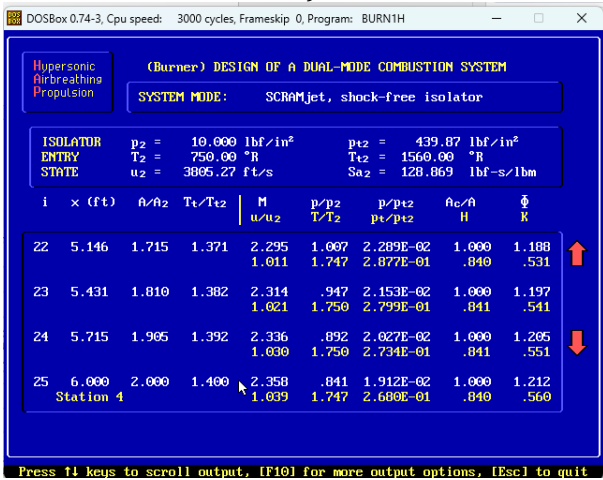 DOSBox 0.74-3, Cpu speed: 3000 cycles, Frameskip 0, Program: BURN1H
Hypersonic
Airbreathing
Propulsion
(Burner) DESIGN OF A DUAL-MODE COMBUSTION SYSTEM
SYSTEM MODE: SCRAMjet, shock-free isolator
ISOLATOR p2 = 10.000 lbf/in² pt2 = 439.87 lbf/in²
ENTRY T2 = 750.00 °R Tt2 = 1560.00 °R
STATE u2 = 3805.27 ft/s Sa2 = 128.869 lbf-s/lbm
i x (ft) A/A2 Tt/Tt2 M p/p2 p/pt2 Ac/A Φ
u/u2 T/T2 pt/pt2 H K
22 5.146 1.715 1.371 2.295 1.007 2.289E-02 1.000 1.188
1.011 1.747 2.877E-01 .840 .531
23 5.431 1.810 1.382 2.314 .947 2.153E-02 1.000 1.197
1.021 1.750 2.799E-01 .841 .541
24 5.715 1.905 1.392 2.336 .892 2.027E-02 1.000 1.205
1.030 1.750 2.734E-01 .841 .551
25 6.000 2.000 1.400 2.358 .841 1.912E-02 1.000 1.212
Station 4 1.039 1.747 2.680E-01 .840 .560
Press ↑↓ keys to scroll output, [F10] for more output options, [Esc] to quit